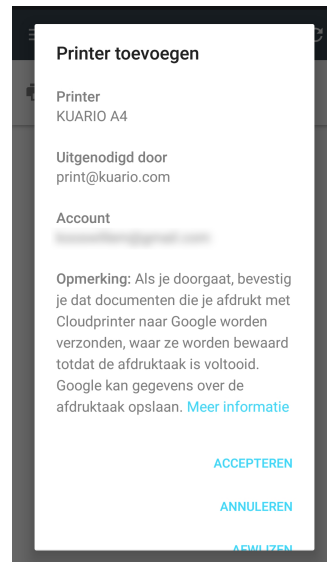 Printer toevoegen
Printer
KUARIO A4
Uitgenodigd door
print@kuario.com
Account
Opmerking: Als je doorgaat, bevestig
je dat documenten die je afdrukt met
Cloudprinter naar Google worden
verzonden, waar ze worden bewaard
totdat de afdruktaak is voltooid.
Google kan gegevens over de
afdruktaak opslaan. Meer informatie
ACCEPTEREN
ANNULEREN
AFWIJZEN